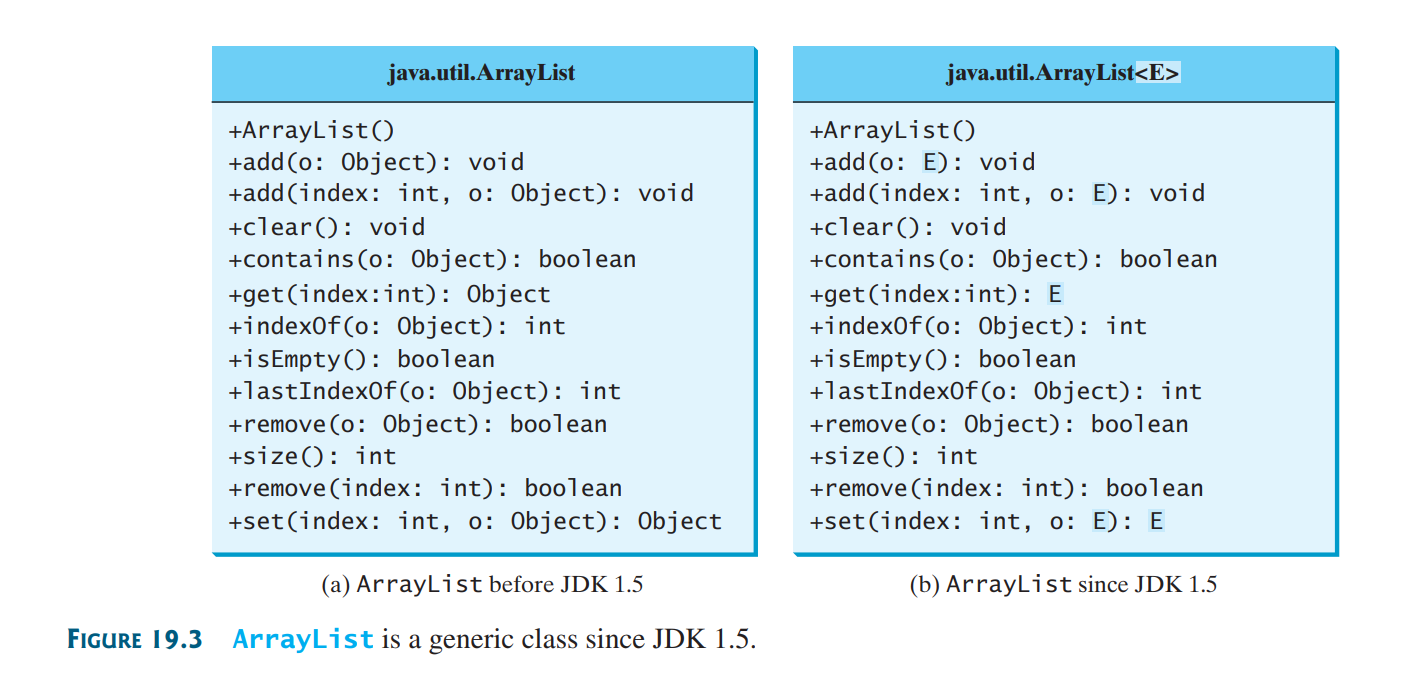 java.util.ArrayList
+ArrayList()
+add(o: Object): void
+add(index: int, o: Object): void
+clear(): void
+contains(o: Object): boolean
+get(index:int): Object
+indexOf(o: Object): int
+isEmpty(): boolean
+lastIndexOf(o: Object): int
+remove(o: Object): boolean
+size(): int
+remove(index: int): boolean
+set(index: int, o: Object): Object
(a) ArrayList before JDK 1.5
java.util.ArrayList<E>
+ArrayList()
+add(o: E): void
+add(index: int, o: E): void
+clear(): void
+contains(o: Object): boolean
+get(index:int): E
+indexOf(o: Object): int
+isEmpty(): boolean
+lastIndexOf(o: Object): int
+remove(o: Object): boolean
+size(): int
+remove(index: int): boolean
+set(index: int, o: E): E
(b) ArrayList since JDK 1.5
FIGURE 19.3 ArrayList is a generic class since JDK 1.5.